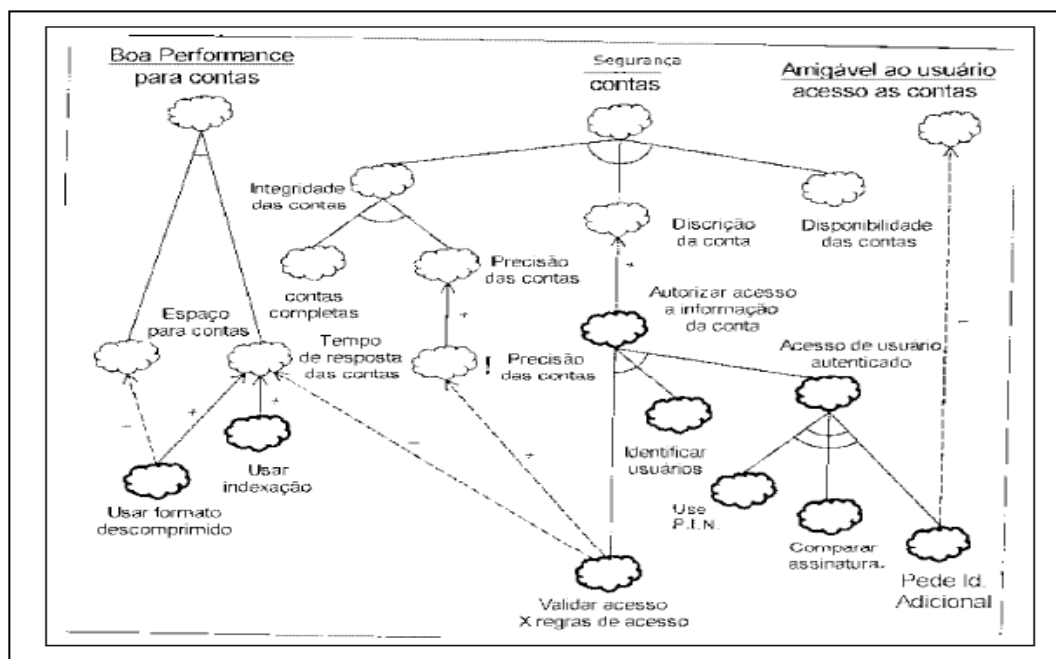 Boa Performance
para contas
Segurança
contas
Amigável ao usuário
acesso as contas
Integridade
das contas
Discrição
da conta
Disponibilidade
das contas
contas
completas
Precisão
das contas
Autorizar acesso
a informação
da conta
Espaço
para contas
Tempo
de resposta
das contas
! Precisão
das contas
Acesso de usuário
autenticado
+
+
-
+
+
-
-
+
Usar
indexação
Identificar
usuários
Usar formato
descomprimido
Use
P.I.N.
Comparar
assinatura.
Pede Id.
Adicional
Validar acesso
X regras de acesso